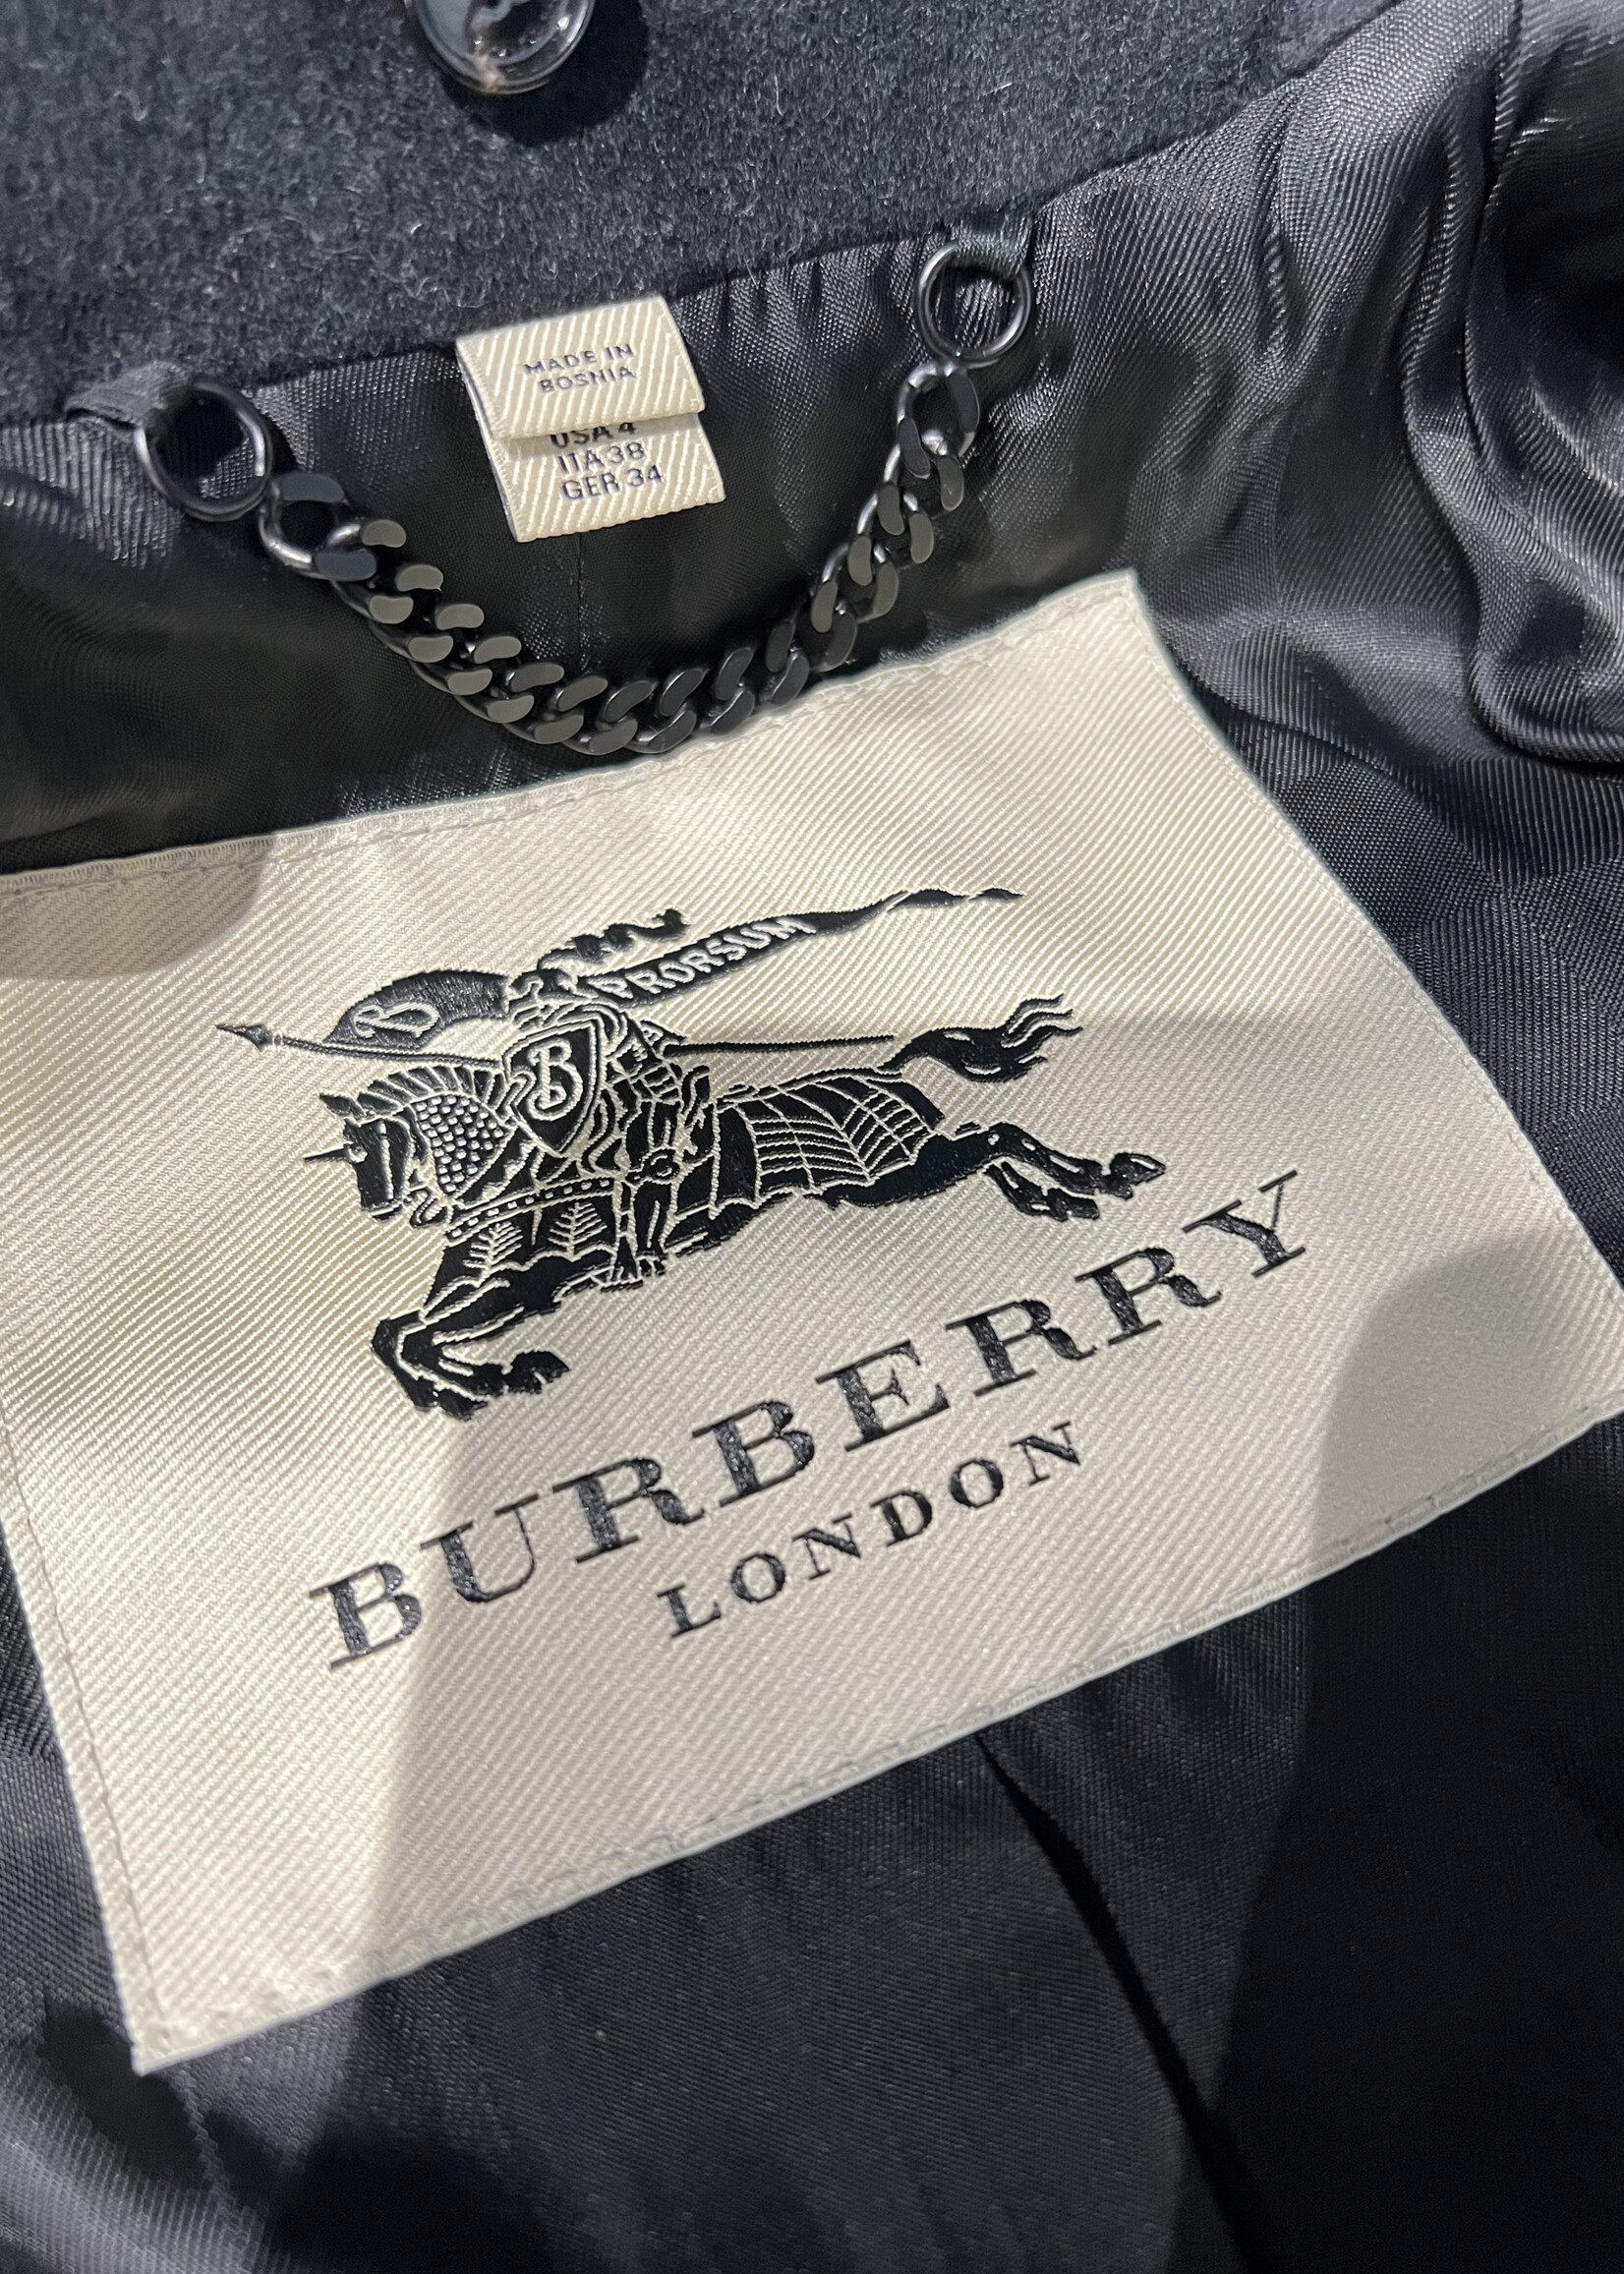 MADE IN
BOSNIA
USA 4
ITA 38
GER 34
PRORSUM
B
B
BURBERRY
LONDON